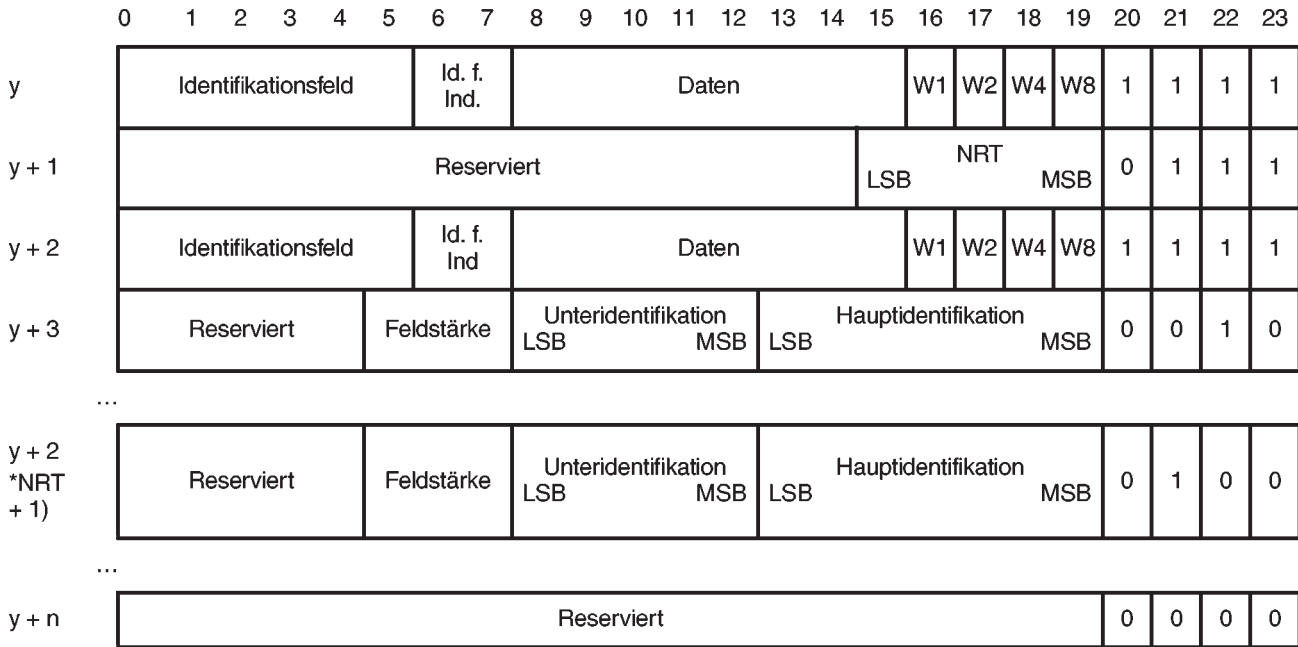 0 1 2 3 4 5 6 7 8 9 10 11 12 13 14 15 16 17 18 19 20 21 22 23
y Identifikationsfeld Id. f. Ind. Daten W1 W2 W4 W8 1 1 1 1
y + 1 Reserviert NRT LSB MSB 0 1 1 1
y + 2 Identifikationsfeld Id. f. Ind Daten W1 W2 W4 W8 1 1 1 1
y + 3 Reserviert Feldstärke Unteridentifikation LSB MSB Hauptidentifikation LSB MSB 0 0 1 0
...
y + 2 *NRT + 1) Reserviert Feldstärke Unteridentifikation LSB MSB Hauptidentifikation LSB MSB 0 1 0 0
...
y + n Reserviert 0 0 0 0